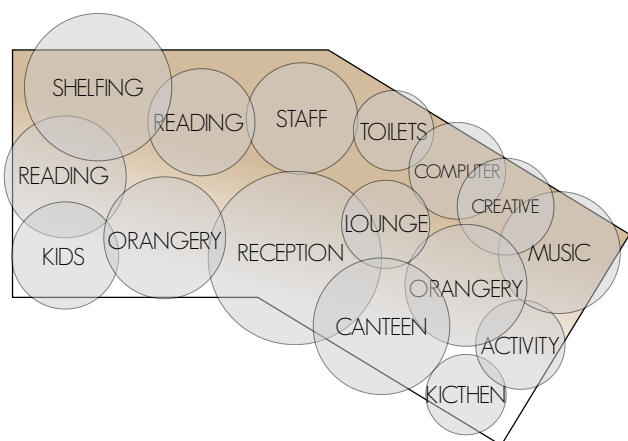 SHELFING
READING
STAFF
TOILETS
COMPUTER
READING
CREATIVE
LOUNGE
KIDS
ORANGERY
RECEPTION
MUSIC
ORANGERY
CANTEEN
ACTIVITY
KICTHEN